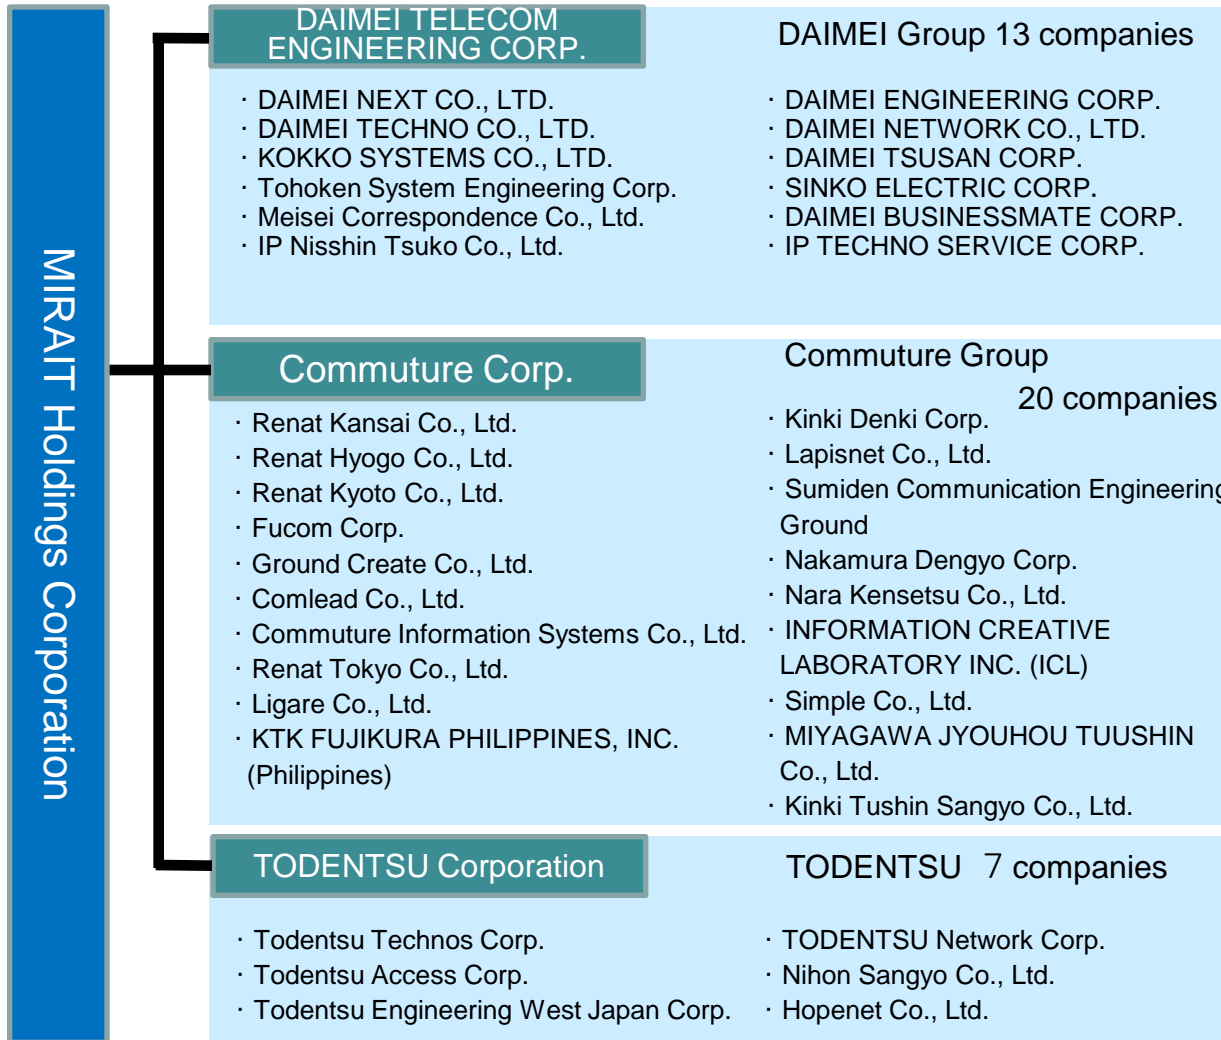 MIRAIT Holdings Corporation
DAIMEI TELECOM
ENGINEERING CORP.
DAIMEI Group 13 companies
· DAIMEI NEXT CO., LTD.
· DAIMEI TECHNO CO., LTD.
· KOKKO SYSTEMS CO., LTD.
· Tohoken System Engineering Corp.
· Meisei Correspondence Co., Ltd.
· IP Nisshin Tsuko Co., Ltd.
· DAIMEI ENGINEERING CORP.
· DAIMEI NETWORK CO., LTD.
· DAIMEI TSUSAN CORP.
· SINKO ELECTRIC CORP.
· DAIMEI BUSINESSMATE CORP.
· IP TECHNO SERVICE CORP.
Commuture Corp.
Commuture Group
20 companies
· Renat Kansai Co., Ltd.
· Renat Hyogo Co., Ltd.
· Renat Kyoto Co., Ltd.
· Fucom Corp.
· Ground Create Co., Ltd.
· Comlead Co., Ltd.
· Commuture Information Systems Co., Ltd.
· Renat Tokyo Co., Ltd.
· Ligare Co., Ltd.
· KTK FUJIKURA PHILIPPINES, INC.
(Philippines)
· Kinki Denki Corp.
· Lapisnet Co., Ltd.
· Sumiden Communication Engineering
Ground
· Nakamura Dengyo Corp.
· Nara Kensetsu Co., Ltd.
· INFORMATION CREATIVE
LABORATORY INC. (ICL)
· Simple Co., Ltd.
· MIYAGAWA JYOUHOU TUUSHIN
Co., Ltd.
· Kinki Tushin Sangyo Co., Ltd.
TODENTSU Corporation
TODENTSU 7 companies
· Todentsu Technos Corp.
· Todentsu Access Corp.
· Todentsu Engineering West Japan Corp.
· TODENTSU Network Corp.
· Nihon Sangyo Co., Ltd.
· Hopenet Co., Ltd.